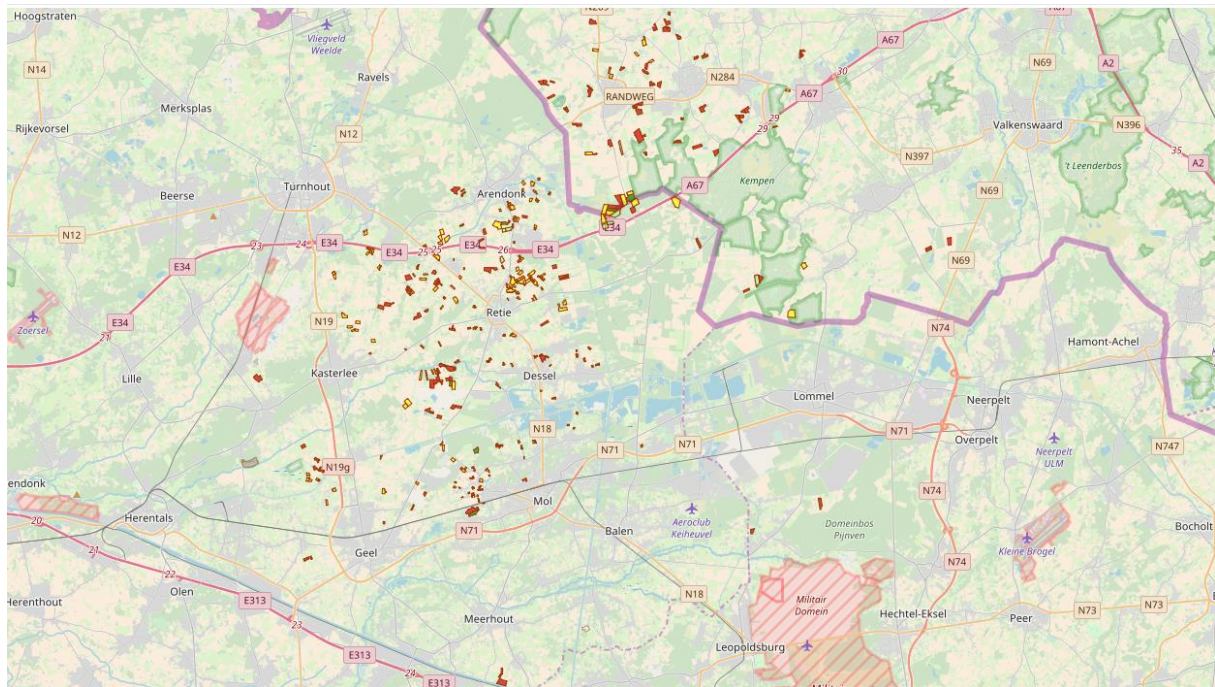 Hoogstraten
Vliegveld
Weelde
N269
A67
N14
Ravels
A67
30
N69
A2
N284
RANDWEG
A67
Merksplas
Rijkevorsel
N12
29
29
Valkenswaard
N396
35
A2
N397
't Leenderbos
Beerse
Turnhout
Arendonk
A67
Kempen
N69
N12
23
24
E34
E34
25
25
E34
26
E34
E34
N69
E34
Zoersel
E34
21
N19
Retie
N74
Hamont-Achel
Lille
Kasterlee
Dessel
Lommel
Neerpelt
N18
N71
N71
N71
Overpelt
N747
Neerpelt
ULM
N19g
endonk
20
Herentals
Mol
N74
Aeroclub
Keiheuvel
Domeinbos
Pijnven
Bocholt
N71
Balen
Kleine Brogel
21
Geel
N74
22
Olen
E313
Herenthout
N18
Militair
Domein
Hechtel-Eksel
N73
N73
Peer
23
Meerhout
Leopoldsburg
E313
24
E313